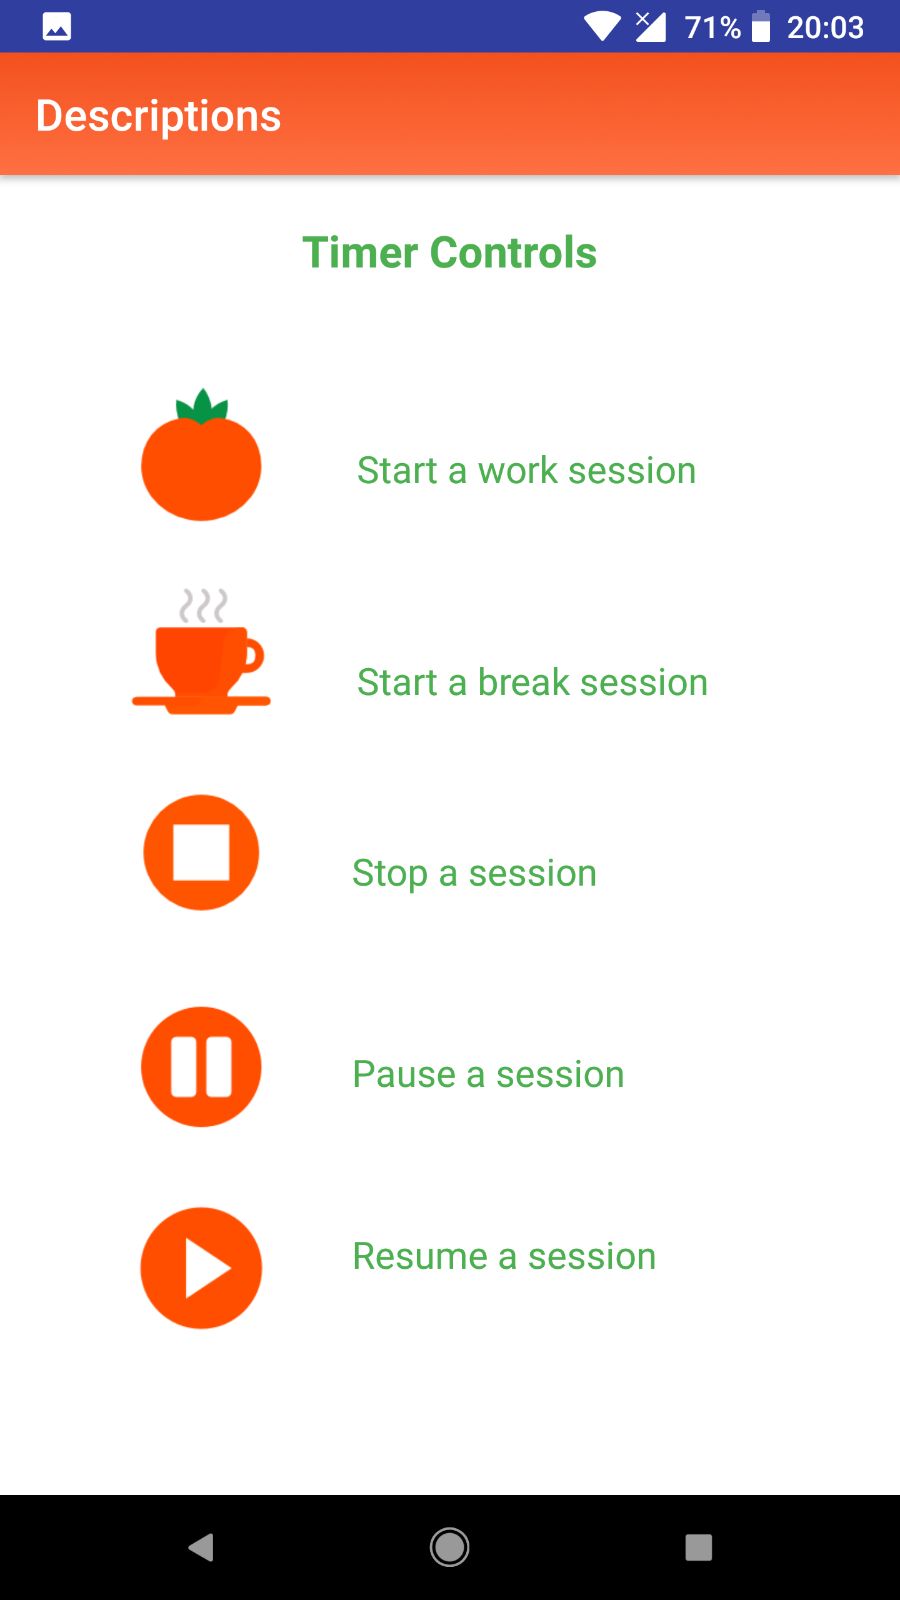 71% 20:03
Descriptions
Timer Controls
Start a work session
Start a break session
Stop a session
Pause a session
Resume a session